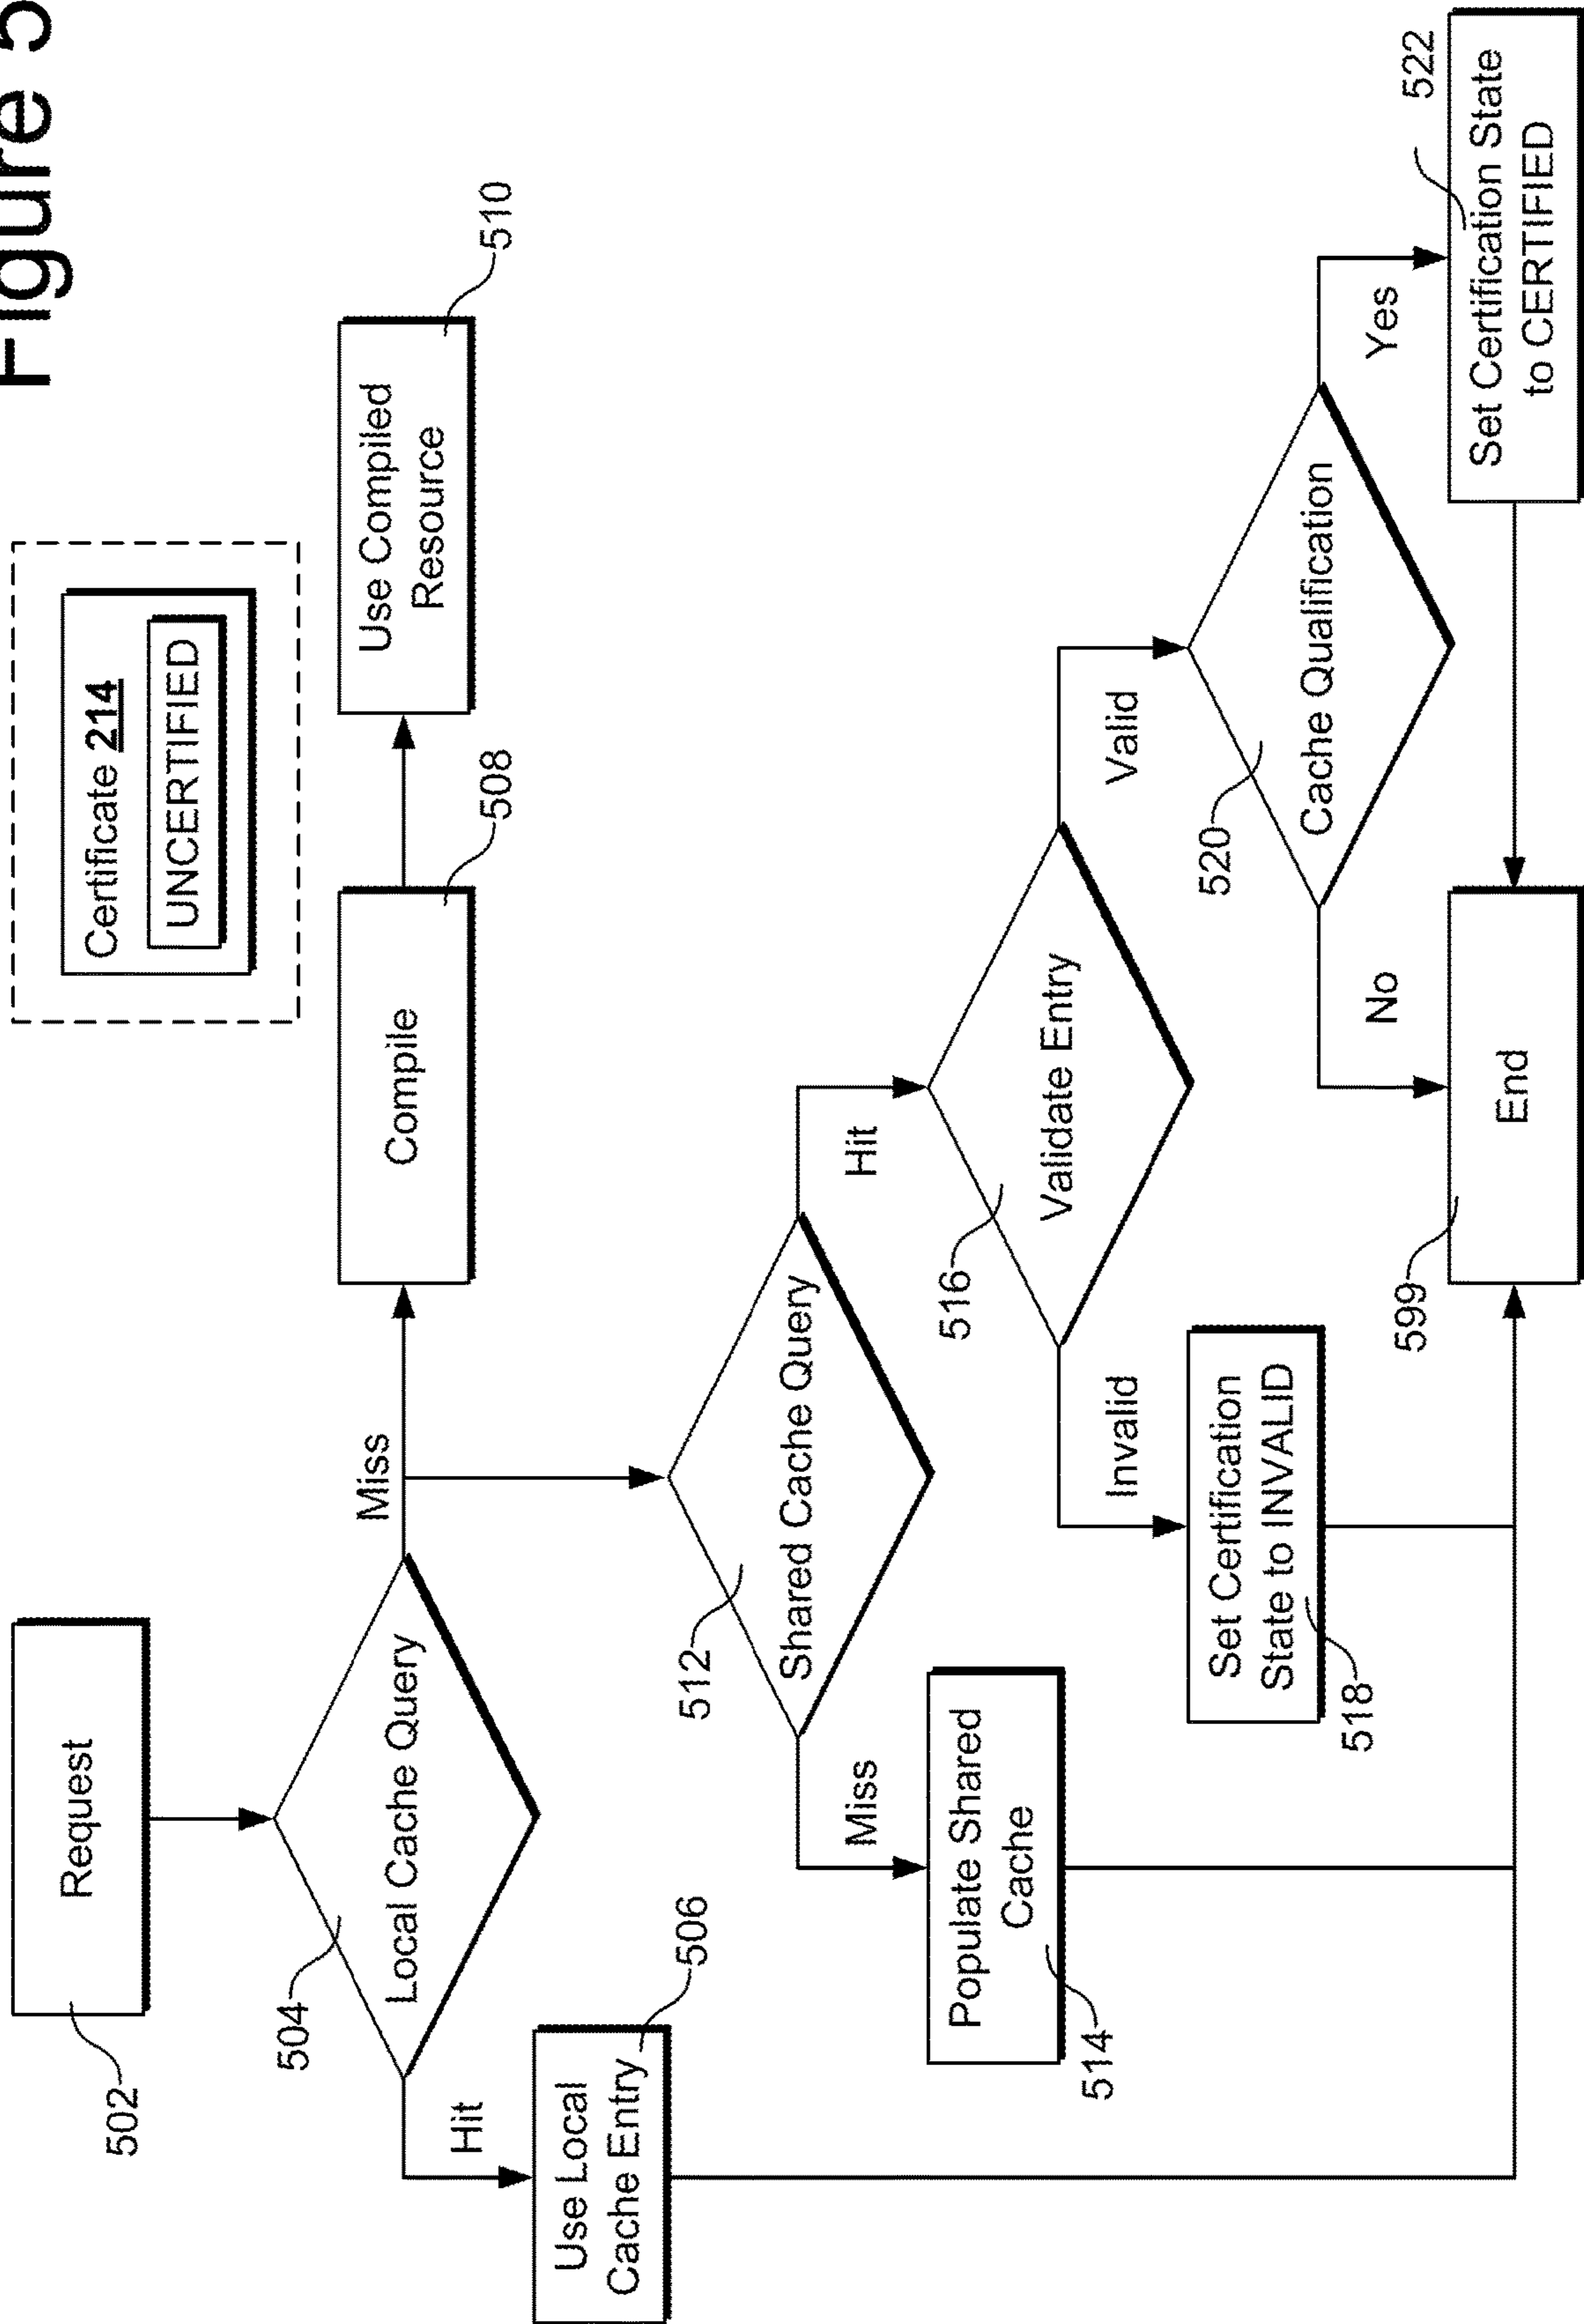 Figure 5
Certificate 214
UNCERTIFIED
502
Request
504
Local Cache Query
Hit
Miss
Use Local
Cache Entry
506
Compile
508
Use Compiled
Resource
510
512
Shared Cache Query
Miss
Hit
Populate Shared
Cache
514
516
Validate Entry
Invalid
Valid
Set Certification
State to INVALID
518
520
Cache Qualification
No
Yes
599
End
522
Set Certification State
to CERTIFIED